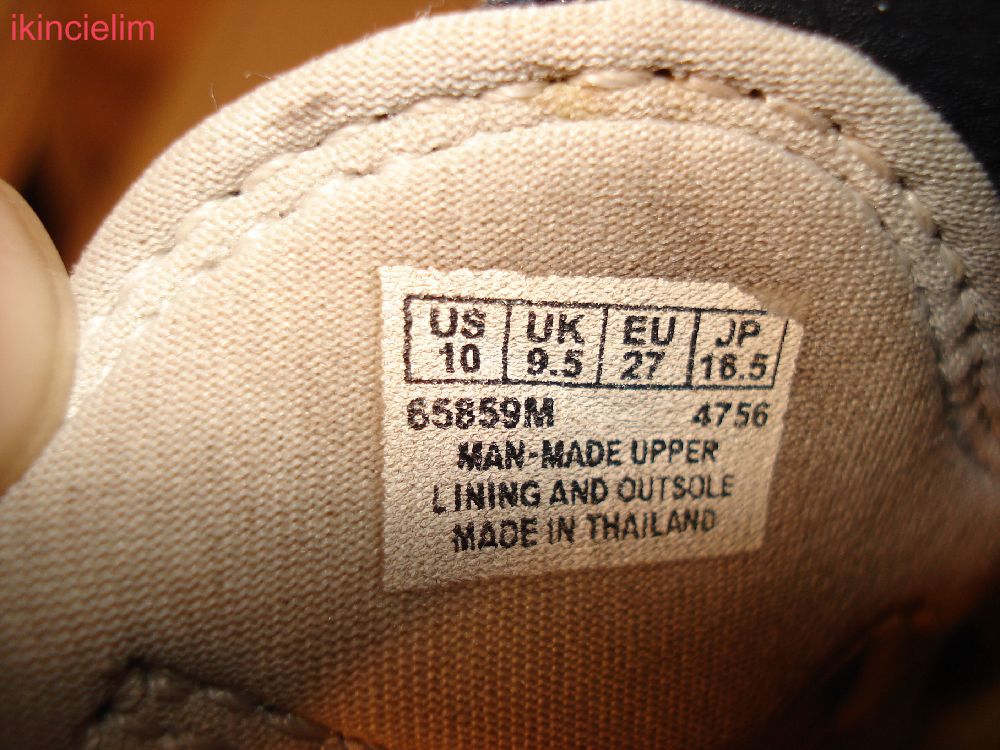 ikincielim
US UK EU JP
10 9.5 27 16.5
65859M 4756
MAN-MADE UPPER
LINING AND OUTSOLE
MADE IN THAILAND